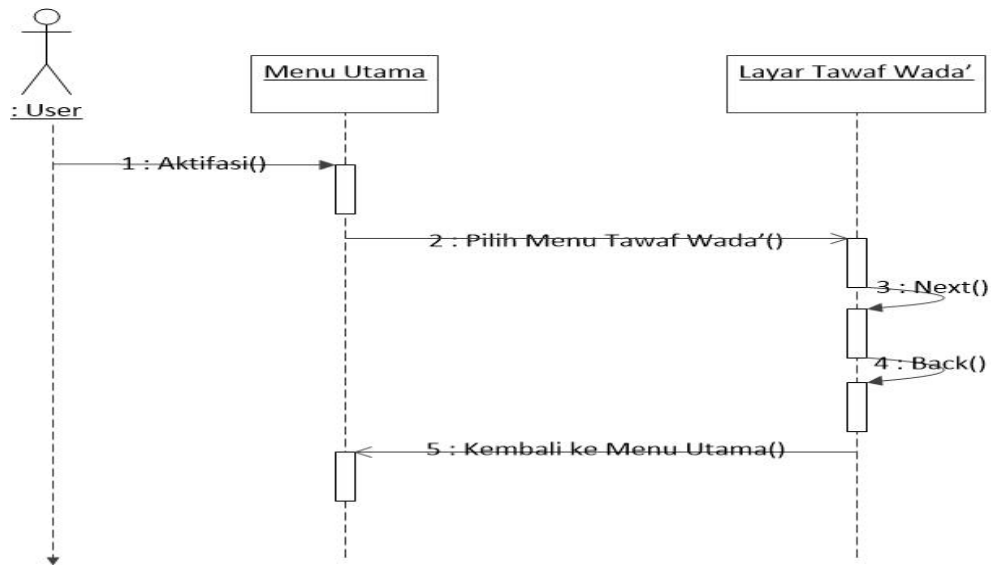 : User
Menu Utama
Layar Tawaf Wada’
1 : Aktifasi()
2 : Pilih Menu Tawaf Wada’()
3 : Next()
4 : Back()
5 : Kembali ke Menu Utama()